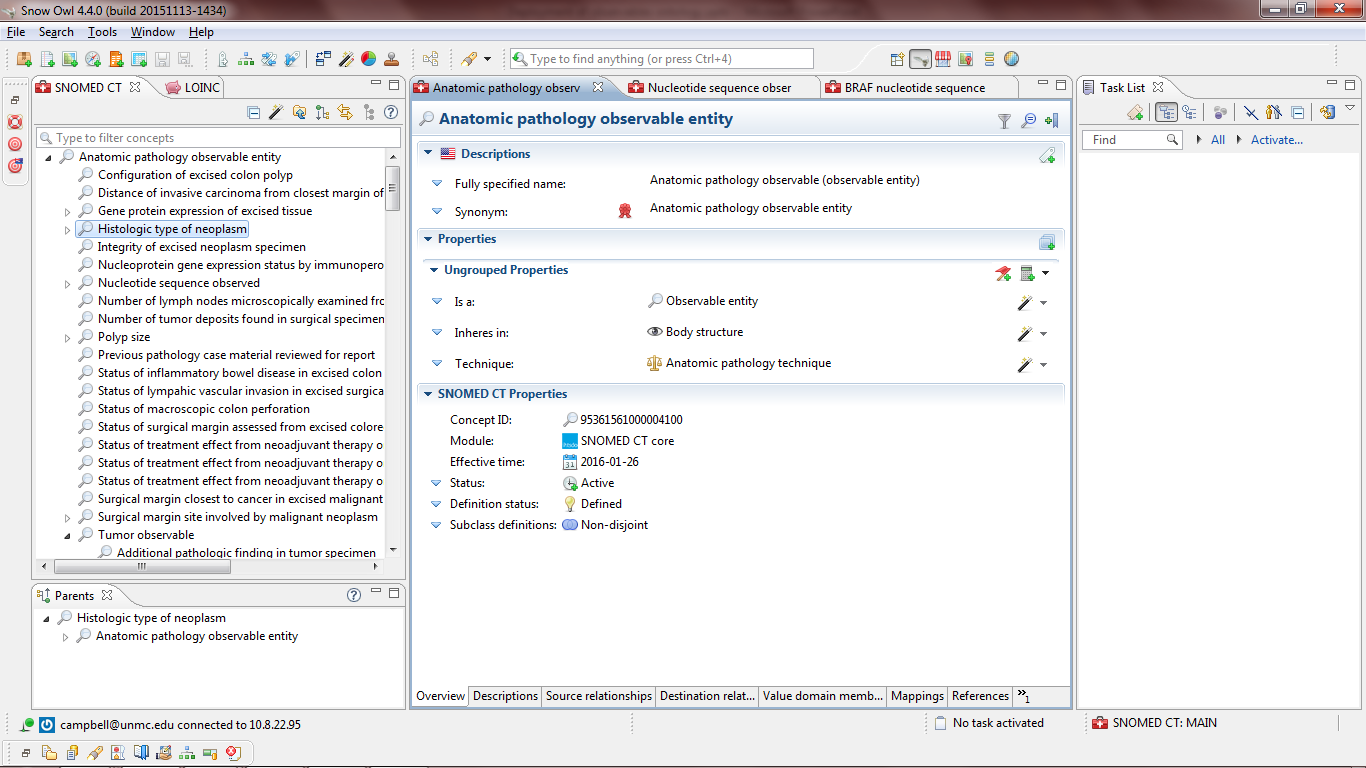 Snow Owl 4.4.0 (build 20151113-1434)
File Search Tools Window Help
Type to find anything (or press Ctrl+4)
SNOMED CT
LOINC
Type to filter concepts
Anatomic pathology observable entity
Configuration of excised colon polyp
Distance of invasive carcinoma from closest margin of
Gene protein expression of excised tissue
Histologic type of neoplasm
Integrity of excised neoplasm specimen
Nucleoprotein gene expression status by immunopero
Nucleotide sequence observed
Number of lymph nodes microscopically examined frc
Number of tumor deposits found in surgical specimen
Polyp size
Previous pathology case material reviewed for report
Status of inflammatory bowel disease in excised colon
Status of lympahic vascular invasion in excised surgica
Status of macroscopic colon perforation
Status of surgical margin assessed from excised colore
Status of treatment effect from neoadjuvant therapy o
Status of treatment effect from neoadjuvant therapy o
Status of treatment effect from neoadjuvant therapy o
Surgical margin closest to cancer in excised malignant
Surgical margin site involved by malignant neoplasm
Tumor observable
Additional pathologic finding in tumor specimen
Parents
Histologic type of neoplasm
Anatomic pathology observable entity
Anatomic pathology observ
Nucleotide sequence obser
BRAF nucleotide sequence
Anatomic pathology observable entity
Descriptions
Fully specified name: Anatomic pathology observable (observable entity)
Synonym: Anatomic pathology observable entity
Properties
Ungrouped Properties
Is a: Observable entity
Inheres in: Body structure
Technique: Anatomic pathology technique
SNOMED CT Properties
Concept ID: 95361561000004100
Module: SNOMED CT core
Effective time: 31 2016-01-26
Status: Active
Definition status: Defined
Subclass definitions: Non-disjoint
Overview Descriptions Source relationships Destination relat... Value domain memb... Mappings References »1
Task List
Find All Activate...
campbell@unmc.edu connected to 10.8.22.95
No task activated
SNOMED CT: MAIN